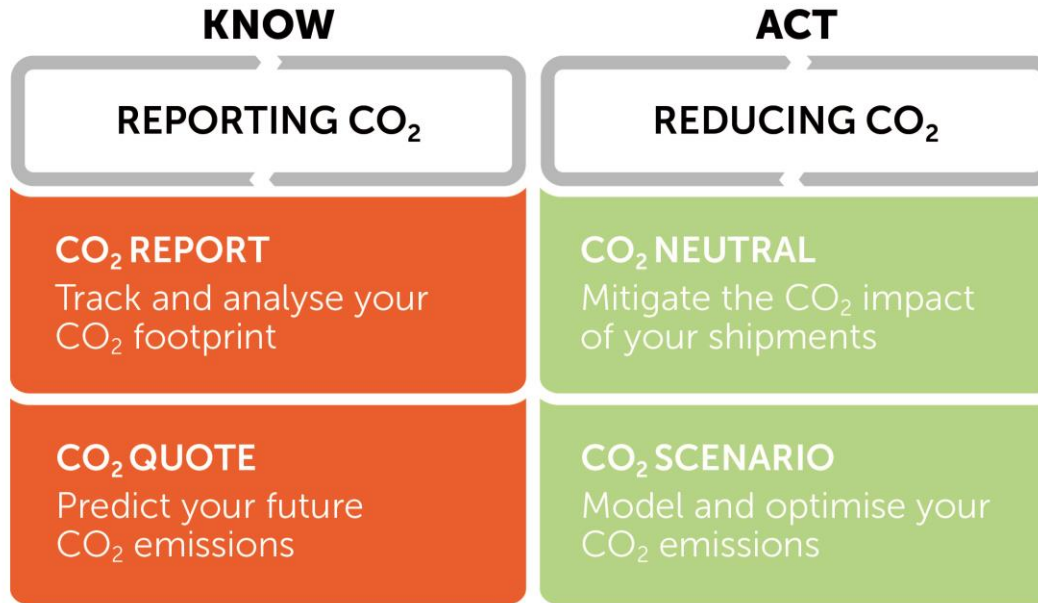 KNOW
REPORTING CO₂
CO₂ REPORT
Track and analyse your
CO₂ footprint
CO₂ QUOTE
Predict your future
CO₂ emissions
ACT
REDUCING CO₂
CO₂ NEUTRAL
Mitigate the CO₂ impact
of your shipments
CO₂ SCENARIO
Model and optimise your
CO₂ emissions